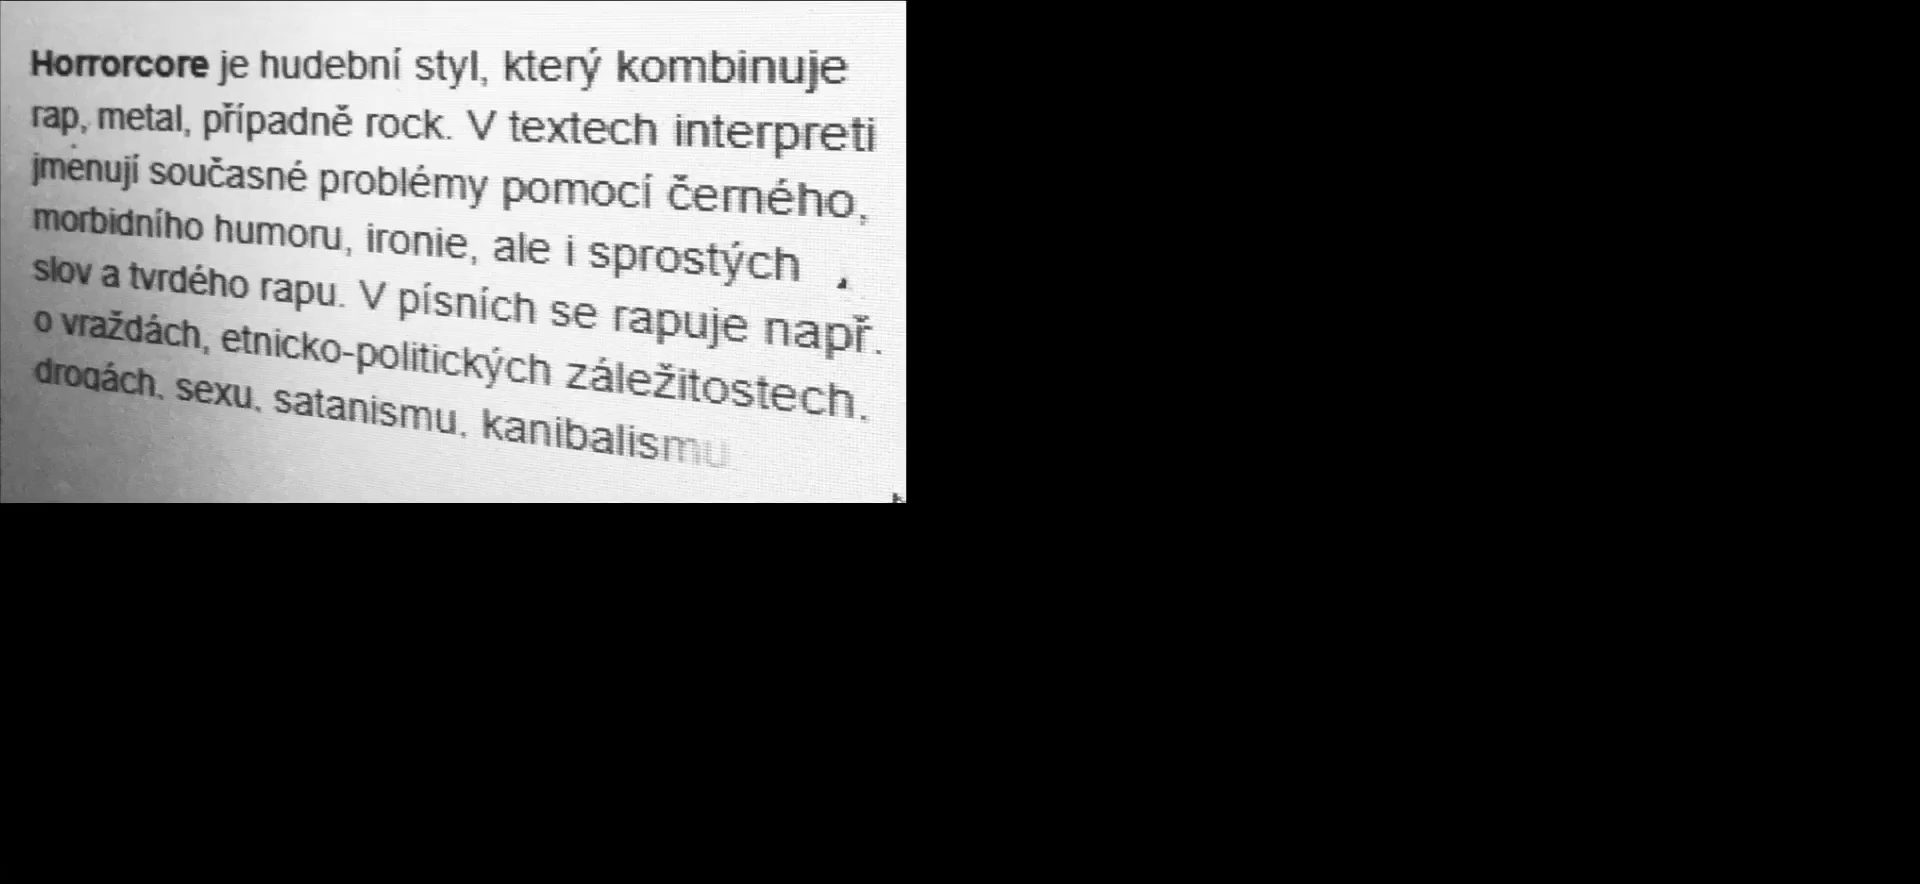 Horrorcore je hudební styl, který kombinuje
rap, metal, případně rock. V textech interpreti
jmenují současné problémy pomocí černého,
morbidního humoru, ironie, ale i sprostých
slov a tvrdého rapu. V písních se rapuje např.
o vraždách, etnicko-politických záležitostech,
drogách, sexu, satanismu, kanibalismu